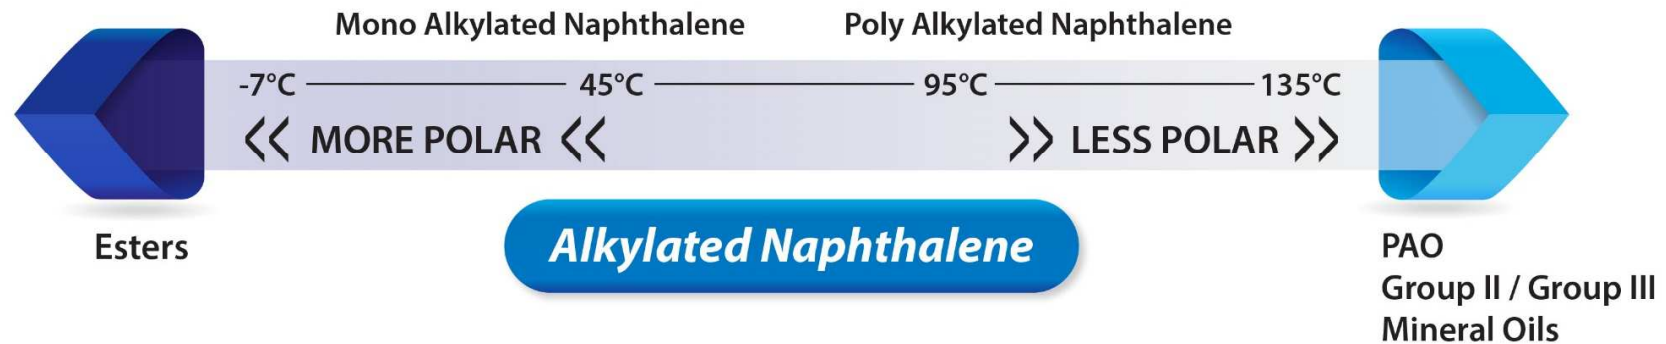 Mono Alkylated Naphthalene Poly Alkylated Naphthalene
-7°C 45°C 95°C 135°C
MORE POLAR LESS POLAR
Alkylated Naphthalene
Esters
PAO
Group II / Group III
Mineral Oils